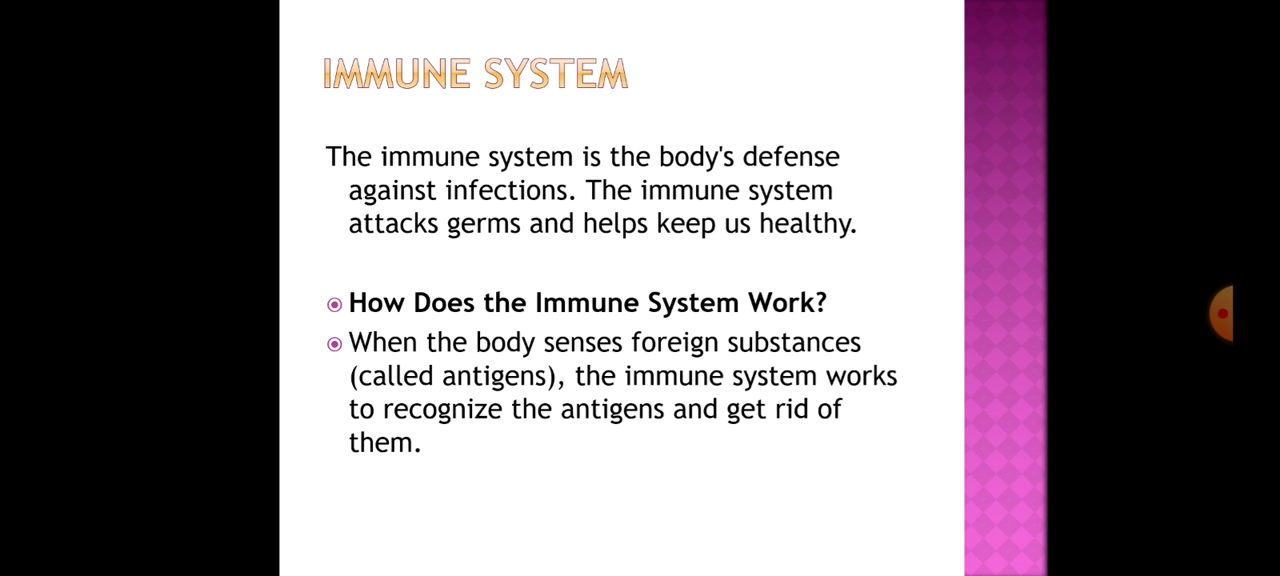 IMMUNE SYSTEM
The immune system is the body's defense
against infections. The immune system
attacks germs and helps keep us healthy.
How Does the Immune System Work?
When the body senses foreign substances
(called antigens), the immune system works
to recognize the antigens and get rid of
them.